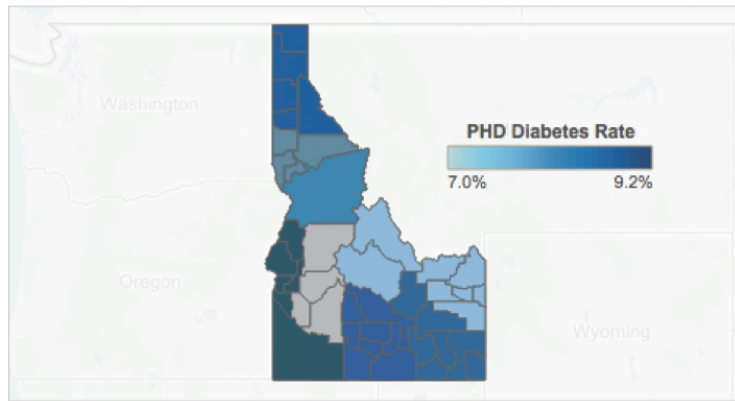 Washington
PHD Diabetes Rate
7.0% 9.2%
Oregon
Wyoming